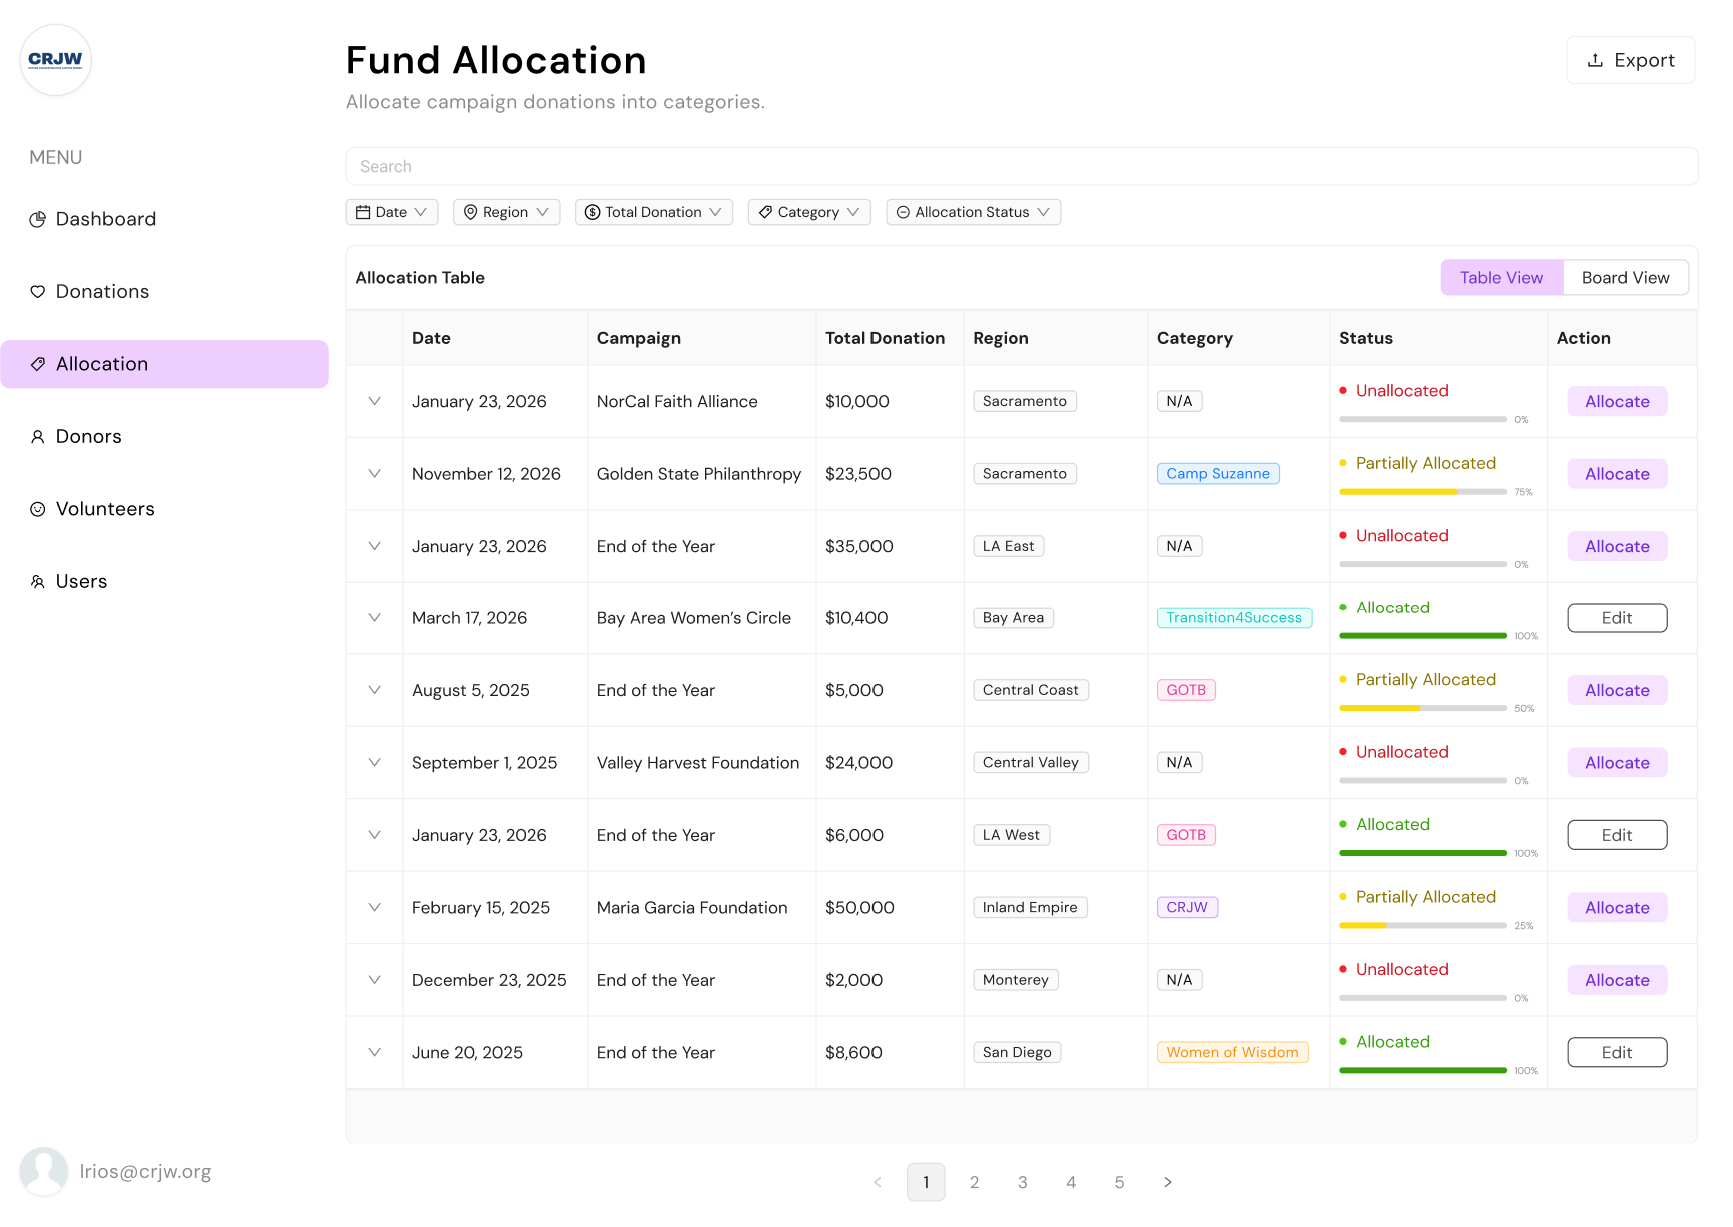 CRJW
Fund Allocation
Allocate campaign donations into categories.
Export
MENU
Dashboard
Donations
Allocation
Donors
Volunteers
Users
lrios@crjw.org
Search
Date
Region
Total Donation
Category
Allocation Status
Allocation Table
Table View
Board View
Date Campaign Total Donation Region Category Status Action
January 23, 2026 NorCal Faith Alliance $10,000 Sacramento N/A Unallocated 0% Allocate
November 12, 2026 Golden State Philanthropy $23,500 Sacramento Camp Suzanne Partially Allocated 75% Allocate
January 23, 2026 End of the Year $35,000 LA East N/A Unallocated 0% Allocate
March 17, 2026 Bay Area Women’s Circle $10,400 Bay Area Transition4Success Allocated 100% Edit
August 5, 2025 End of the Year $5,000 Central Coast GOTB Partially Allocated 50% Allocate
September 1, 2025 Valley Harvest Foundation $24,000 Central Valley N/A Unallocated 0% Allocate
January 23, 2026 End of the Year $6,000 LA West GOTB Allocated 100% Edit
February 15, 2025 Maria Garcia Foundation $50,000 Inland Empire CRJW Partially Allocated 25% Allocate
December 23, 2025 End of the Year $2,000 Monterey N/A Unallocated 0% Allocate
June 20, 2025 End of the Year $8,600 San Diego Women of Wisdom Allocated 100% Edit
< 1 2 3 4 5 >